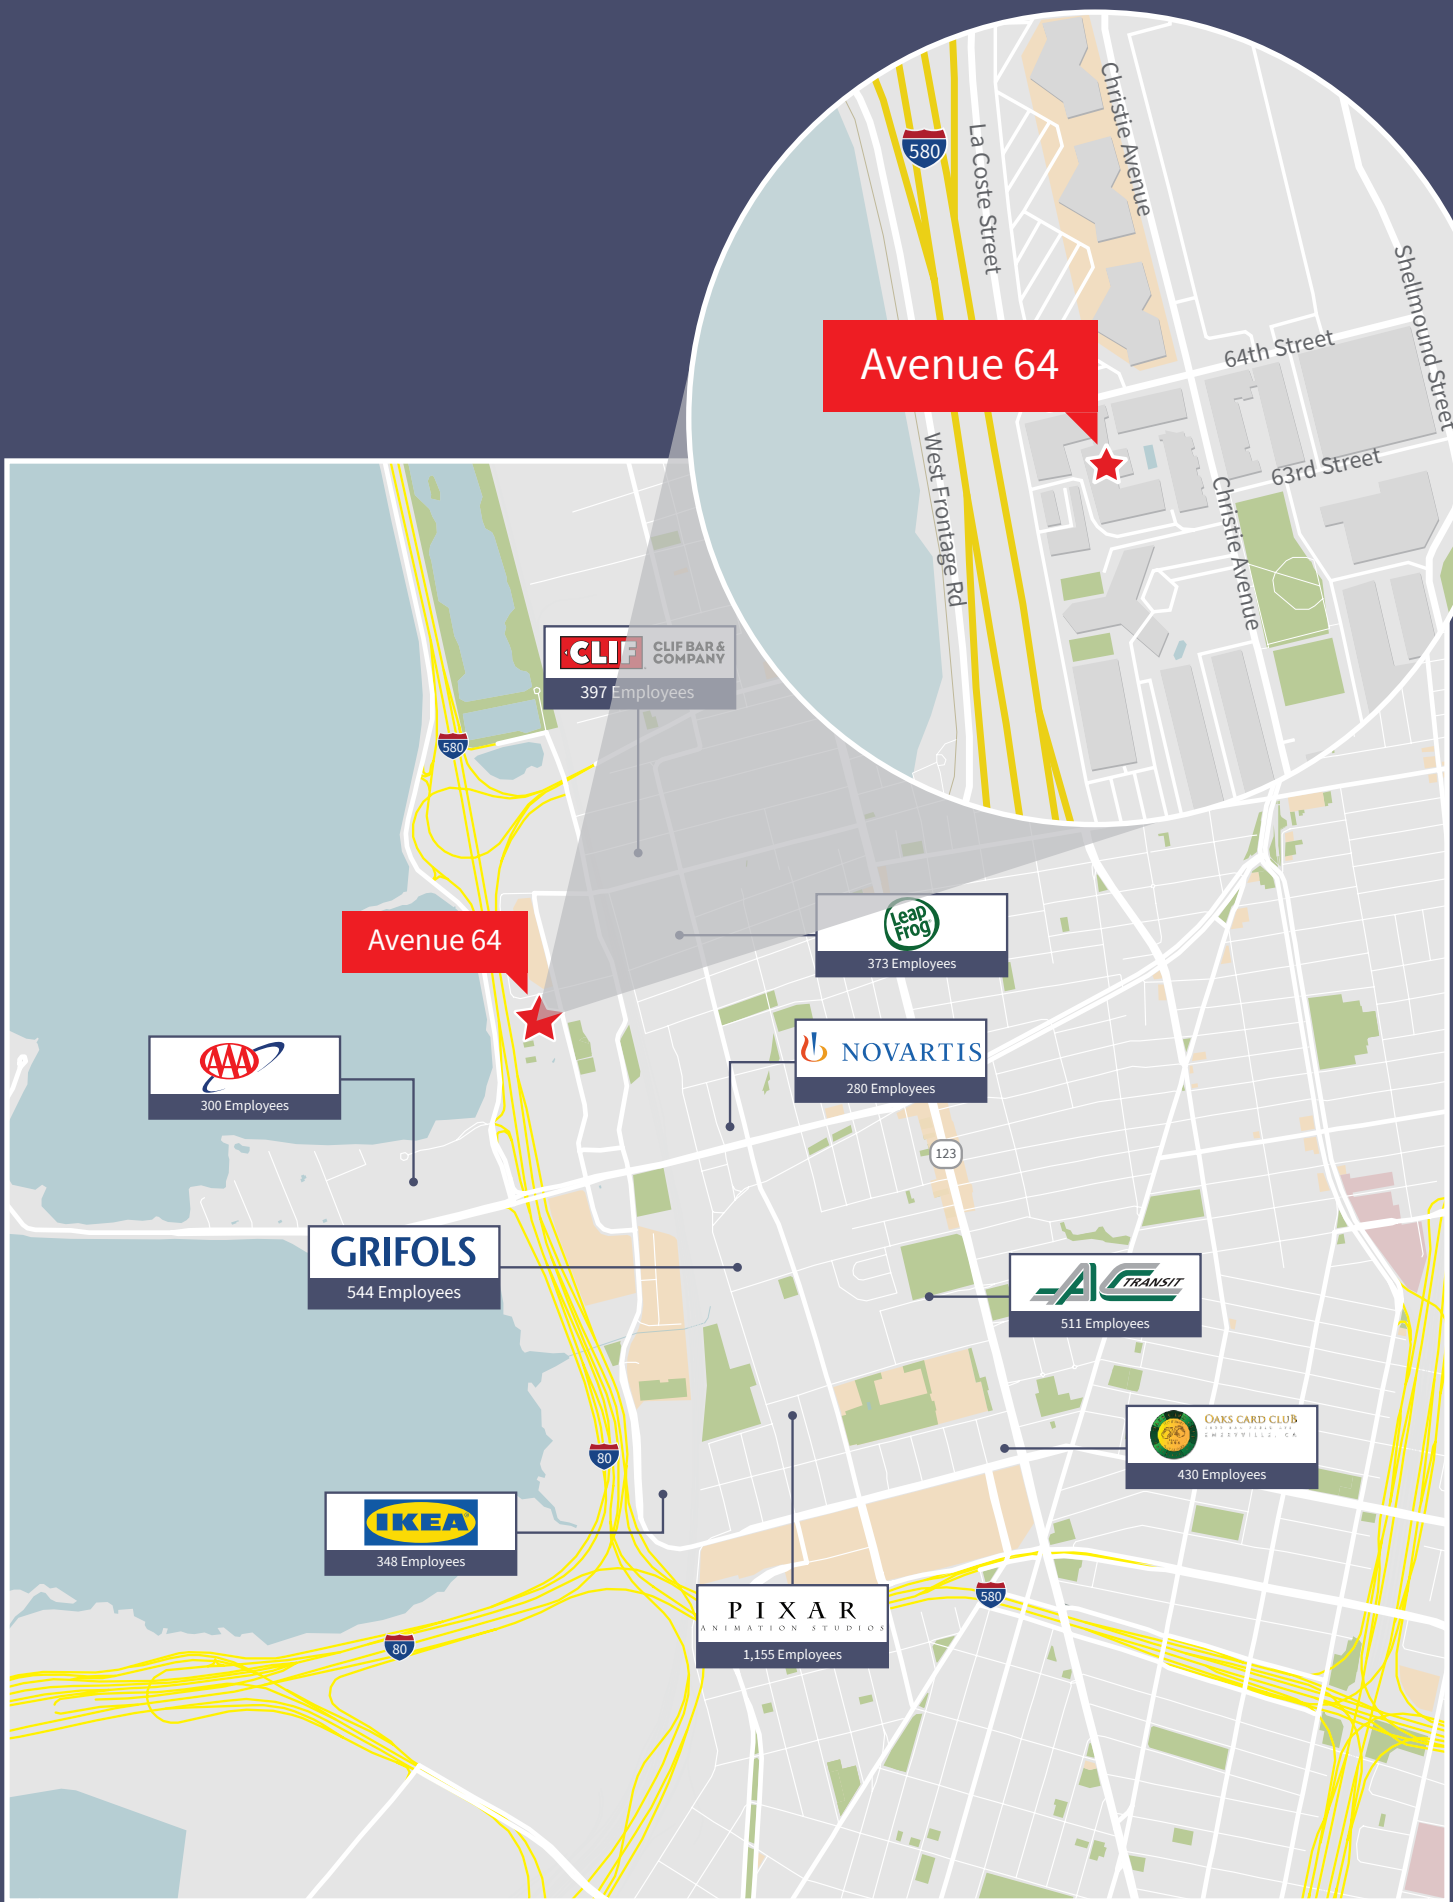 580
La Coste Street
Christie Avenue
Shellmound Street
64th Street
Avenue 64
63rd Street
West Frontage Rd
Christie Avenue
CLIF
CLIF BAR &
COMPANY
397 Employees
580
Leap
Frog
373 Employees
Avenue 64
NOVARTIS
280 Employees
AAA
300 Employees
123
GRIFOLS
544 Employees
AC TRANSIT
511 Employees
OAKS CARD CLUB
EMERYVILLE, CA
430 Employees
80
IKEA
348 Employees
580
PIXAR
ANIMATION STUDIOS
1,155 Employees
80